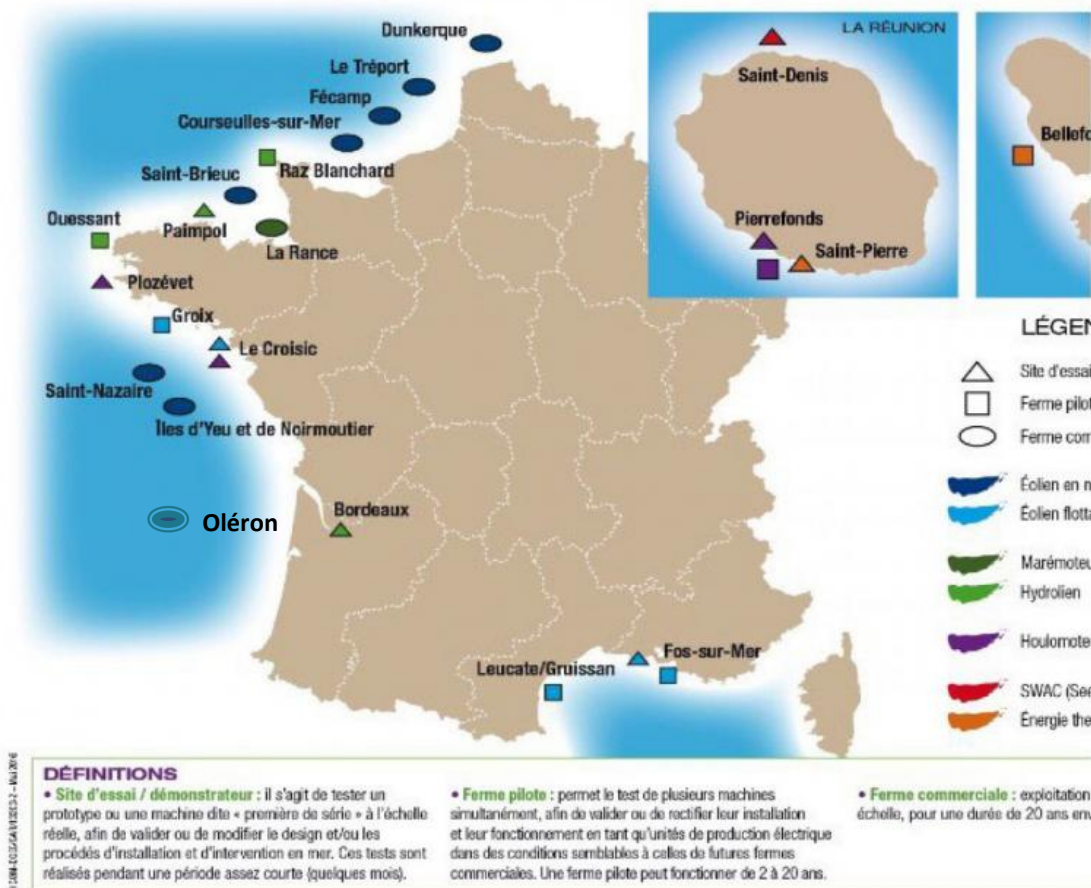 Dunkerque
Le Tréport
Fécamp
Courseulles-sur-Mer
Raz Blanchard
Saint-Brieuc
Ouessant
Paimpol
La Rance
Plozévet
Groix
Le Croisic
Saint-Nazaire
Îles d'Yeu et de Noirmoutier
Oléron
Bordeaux
Leucate/Gruissan
Fos-sur-Mer
LA RÉUNION
Saint-Denis
Pierrefonds
Saint-Pierre
Bellefo
LÉGEN
Site d'essai
Ferme pilot
Ferme com
Éolien en m
Éolien flotta
Marémoteu
Hydrolien
Houlomote
SWAC (See
Énergie the
DÉFINITIONS
• Site d'essai / démonstrateur : il s'agit de tester un
prototype ou une machine dite « première de série » à l'échelle
réelle, afin de valider ou de modifier le design et/ou les
procédés d'installation et d'intervention en mer. Ces tests sont
réalisés pendant une période assez courte (quelques mois).
• Ferme pilote : permet le test de plusieurs machines
simultanément, afin de valider ou de rectifier leur installation
et leur fonctionnement en tant qu'unités de production électrique
dans des conditions semblables à celles de futures fermes
commerciales. Une ferme pilote peut fonctionner de 2 à 20 ans.
• Ferme commerciale : exploitation
échelle, pour une durée de 20 ans env